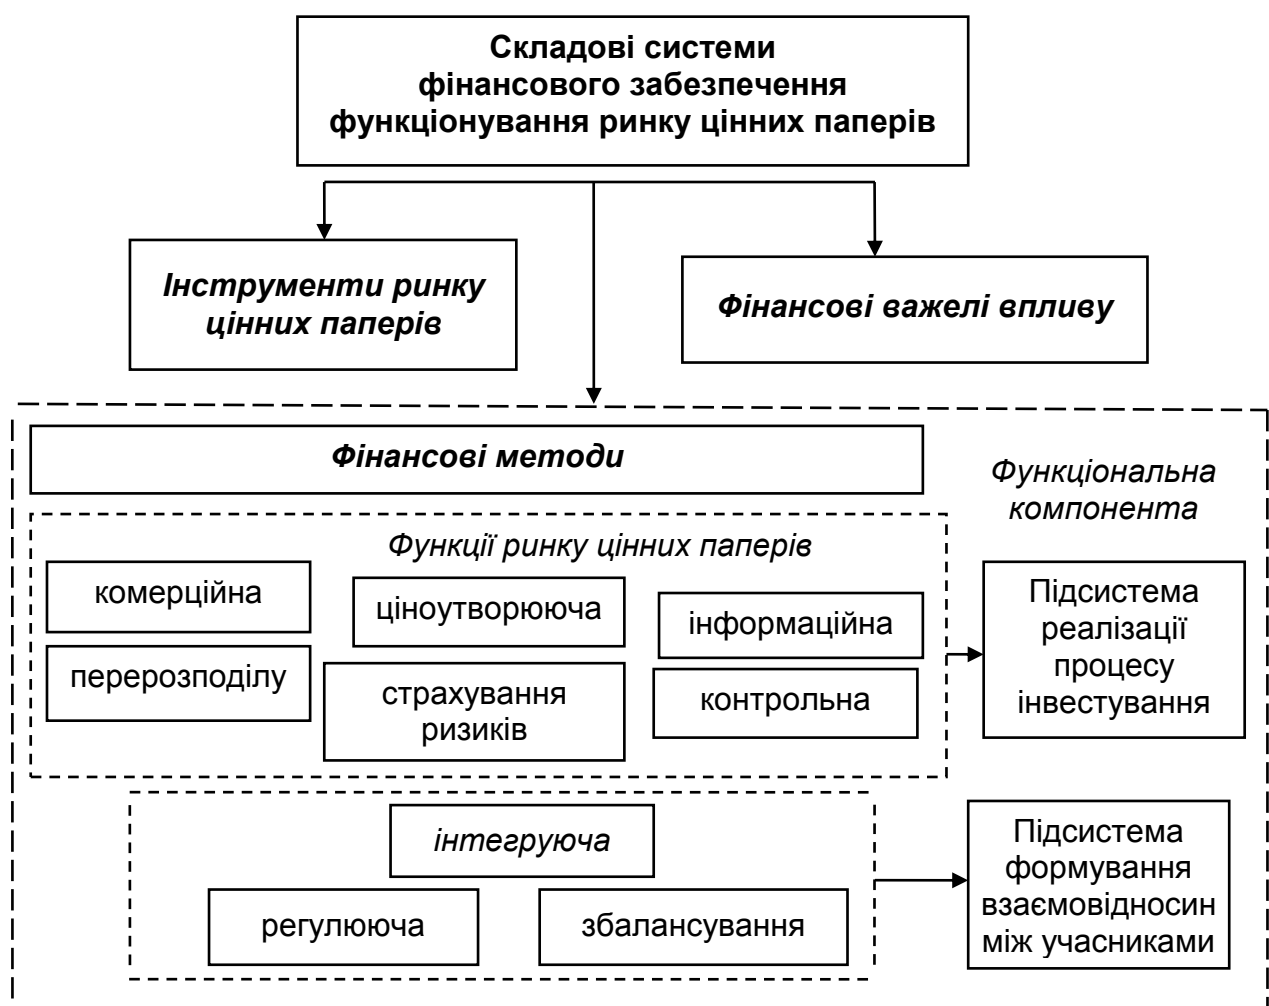 Складові системи
фінансового забезпечення
функціонування ринку цінних паперів
Інструменти ринку
цінних паперів
Фінансові важелі впливу
Фінансові методи
Функціональна
компонента
Функції ринку цінних паперів
комерційна
ціноутворююча
інформаційна
перерозподілу
страхування
ризиків
контрольна
Підсистема
реалізації
процесу
інвестування
інтегруюча
регулююча
збалансування
Підсистема
формування
взаємовідносин
між учасниками